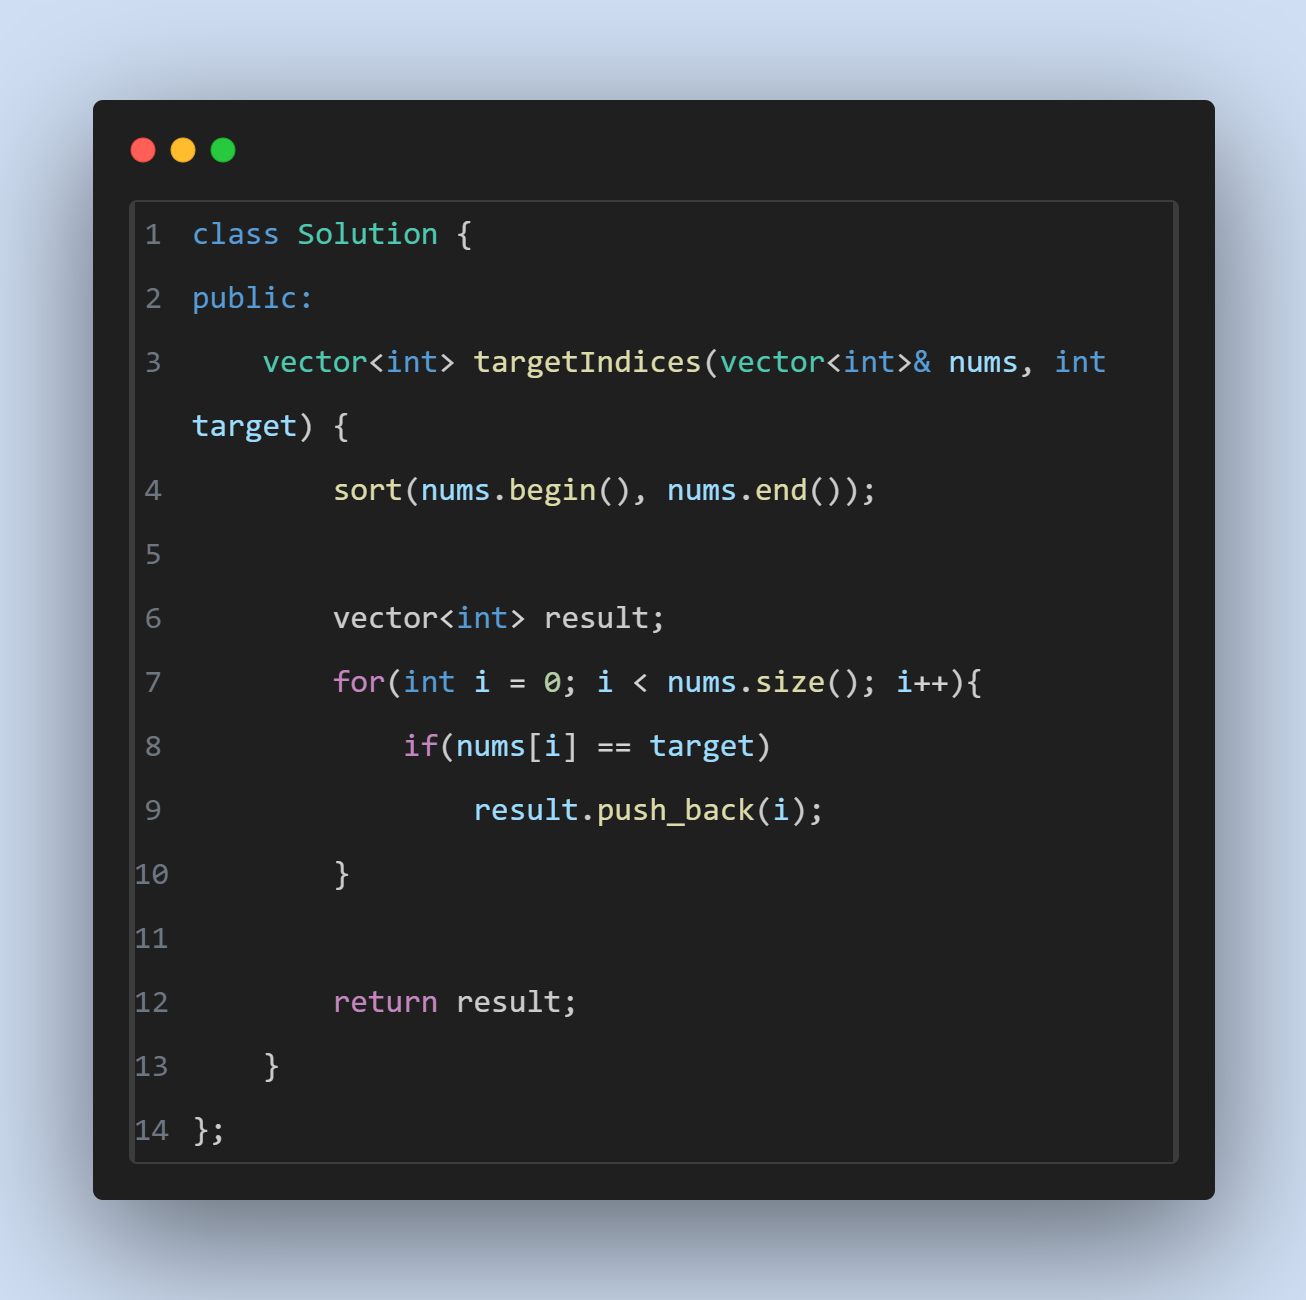 1 class Solution {
2 public:
3     vector<int> targetIndices(vector<int>& nums, int
target) {
4         sort(nums.begin(), nums.end());
5
6         vector<int> result;
7         for(int i = 0; i < nums.size(); i++){
8             if(nums[i] == target)
9                 result.push_back(i);
10         }
11
12         return result;
13     }
14 };